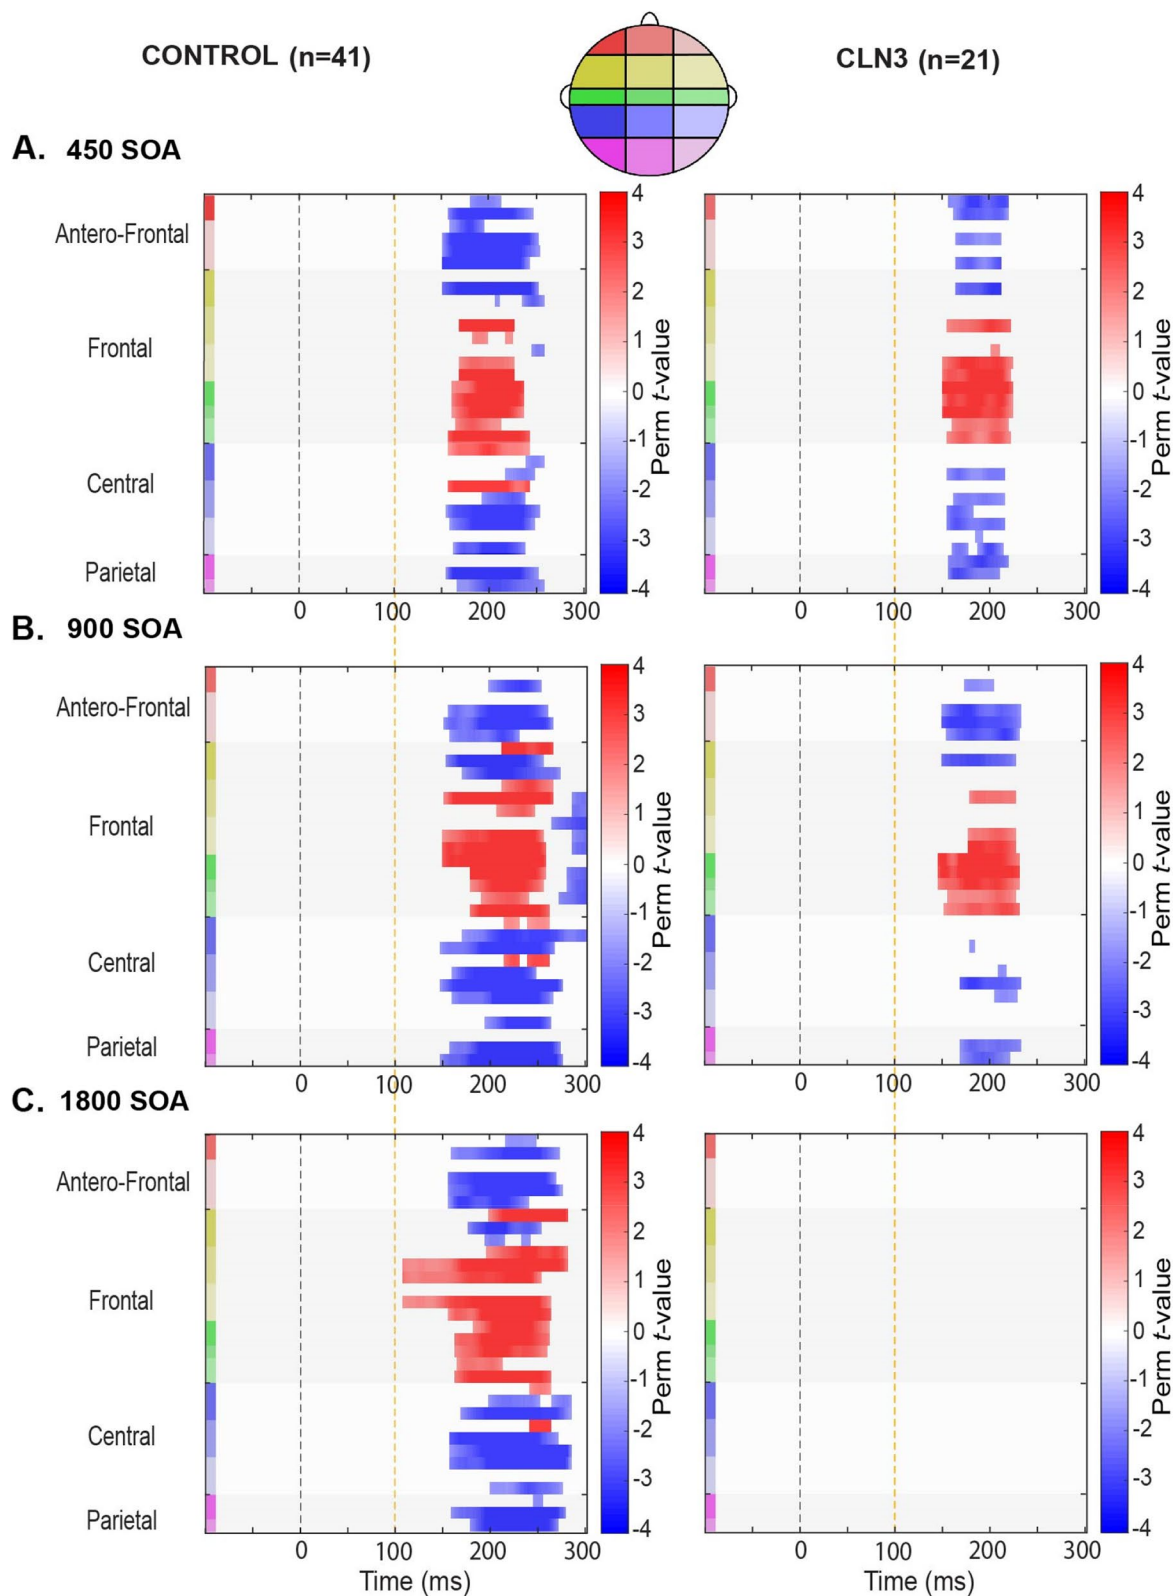 CONTROL (n=41)
CLN3 (n=21)
A. 450 SOA
Antero-Frontal
Frontal
Central
Parietal
0 100 200 300
4
3
2
1
0
-1
-2
-3
-4
Perm t-value
0 100 200 300
4
3
2
1
0
-1
-2
-3
-4
Perm t-value
B. 900 SOA
Antero-Frontal
Frontal
Central
Parietal
0 100 200 300
4
3
2
1
0
-1
-2
-3
-4
Perm t-value
0 100 200 300
4
3
2
1
0
-1
-2
-3
-4
Perm t-value
C. 1800 SOA
Antero-Frontal
Frontal
Central
Parietal
0 100 200 300
Time (ms)
4
3
2
1
0
-1
-2
-3
-4
Perm t-value
0 100 200 300
Time (ms)
4
3
2
1
0
-1
-2
-3
-4
Perm t-value